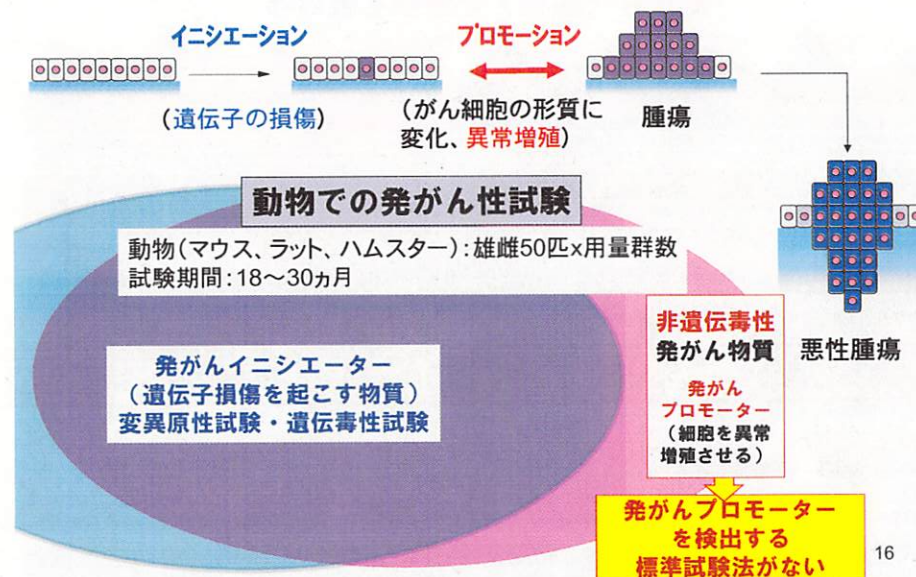 イニシエーション
プロモーション
(遺伝子の損傷)
(がん細胞の形質に
変化、異常増殖)
腫瘍
動物での発がん性試験
動物(マウス、ラット、ハムスター):雄雌50匹x用量群数
試験期間:18〜30ヵ月
発がんイニシエーター
(遺伝子損傷を起こす物質)
変異原性試験・遺伝毒性試験
非遺伝毒性
発がん物質
発がん
プロモーター
(細胞を異常
増殖させる)
悪性腫瘍
発がんプロモーター
を検出する
標準試験法がない
16